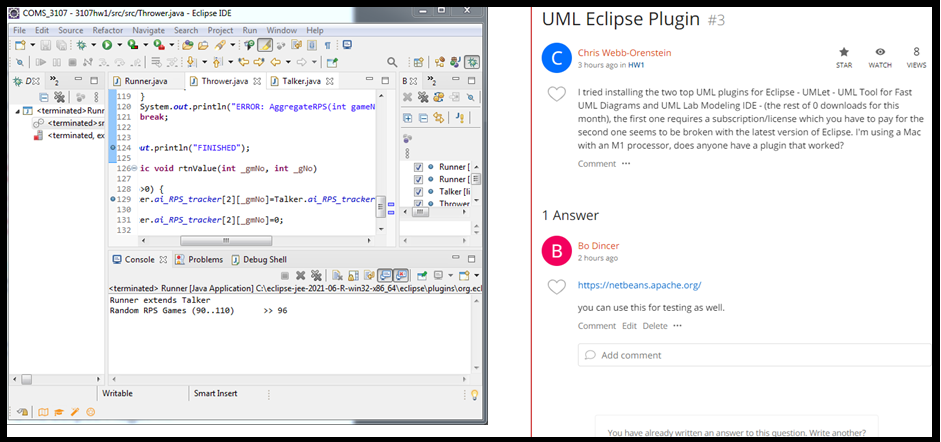 COMS_3107 - 3107hw1/src/src/Thrower.java - Eclipse IDE
File Edit Source Refactor Navigate Search Project Run Window Help
Runner.java Thrower.java Talker.java
<terminated>Runn
<terminated>sr
<terminated, ex
119 }
120 System.out.println("ERROR: AggregateRPS(int gameN
121 break;
122
123
124 ut.println("FINISHED");
125
126 ic void rtnValue(int _gmNo, int _gNo)
127
128 >0) {
129 er.ai_RPS_tracker[2][_gmNo]=Talker.ai_RPS_tracker
130
131 er.ai_RPS_tracker[2][_gmNo]=0;
132
Runner [
Runner [
Talker [li
Thrower
Console Problems Debug Shell
<terminated> Runner [Java Application] C:\eclipse-jee-2021-06-R-win32-x86_64\eclipse\plugins\org.ecl
Runner extends Talker
Random RPS Games (90..110) >> 96
Writable Smart Insert
UML Eclipse Plugin #3
C
Chris Webb-Orenstein
3 hours ago in HW1
STAR WATCH 8 VIEWS
I tried installing the two top UML plugins for Eclipse - UMLet - UML Tool for Fast
UML Diagrams and UML Lab Modeling IDE - (the rest of 0 downloads for this
month), the first one requires a subscription/license which you have to pay for the
second one seems to be broken with the latest version of Eclipse. I'm using a Mac
with an M1 processor, does anyone have a plugin that worked?
Comment ···
1 Answer
B
Bo Dincer
2 hours ago
https://netbeans.apache.org/
you can use this for testing as well.
Comment Edit Delete ···
Add comment
You have already written an answer to this question. Write another?